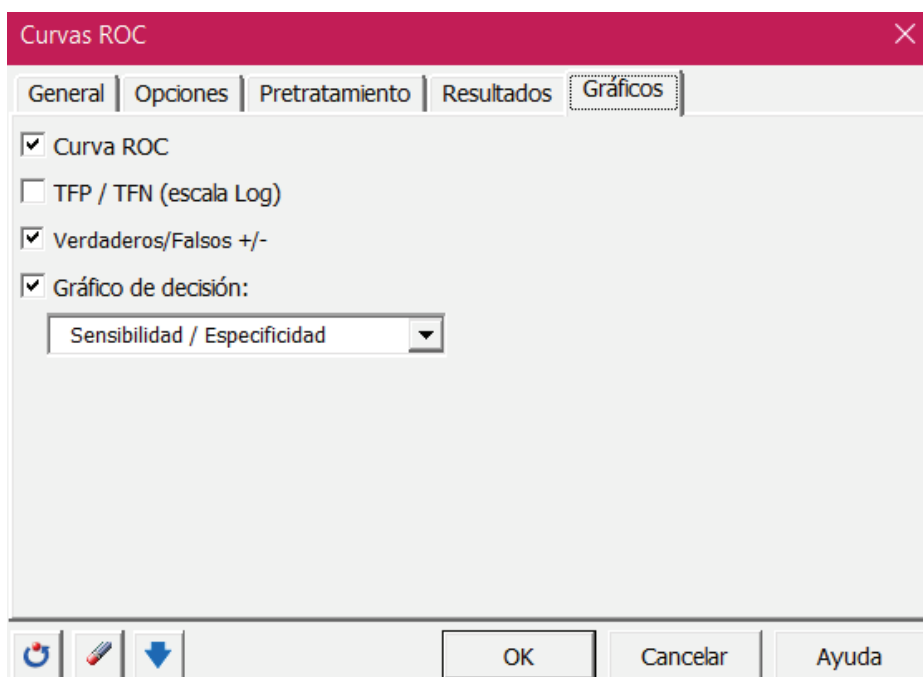 Curvas ROC
General Opciones Pretratamiento Resultados Gráficos
Curva ROC
TFP / TFN (escala Log)
Verdaderos/Falsos +/-
Gráfico de decisión:
Sensibilidad / Especificidad
OK Cancelar Ayuda